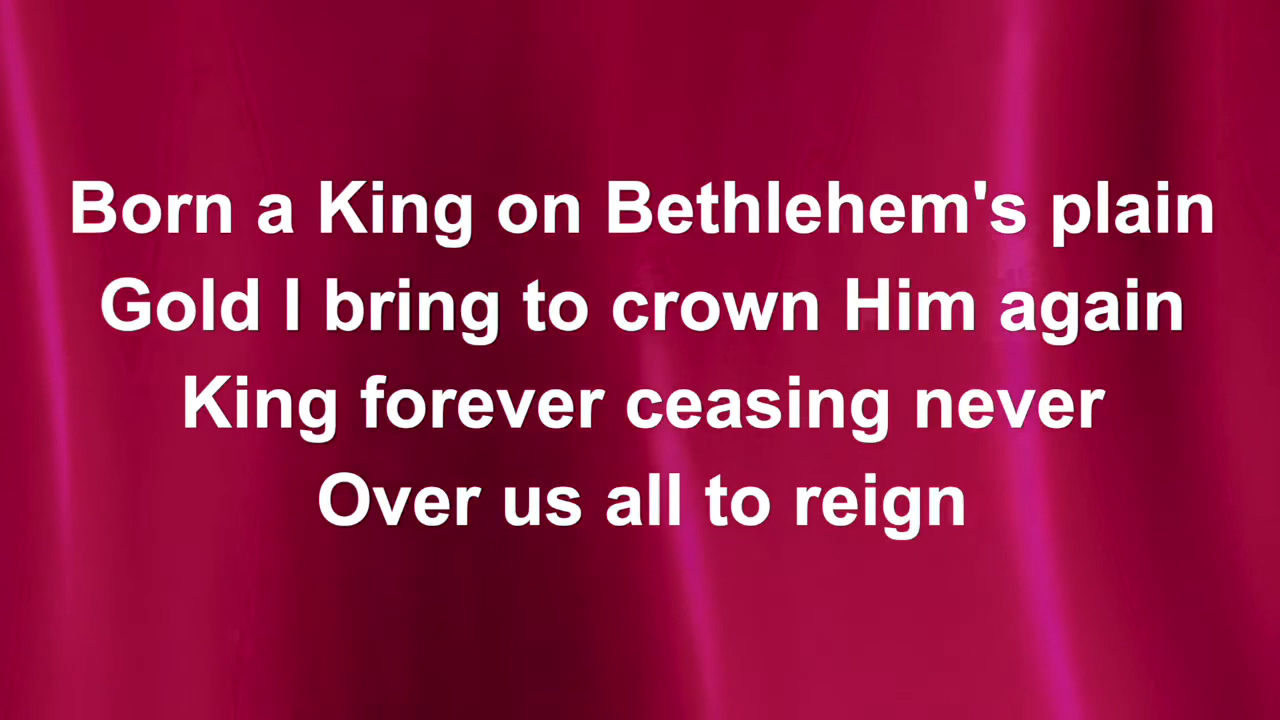 Born a King on Bethlehem's plain
Gold I bring to crown Him again
King forever ceasing never
Over us all to reign